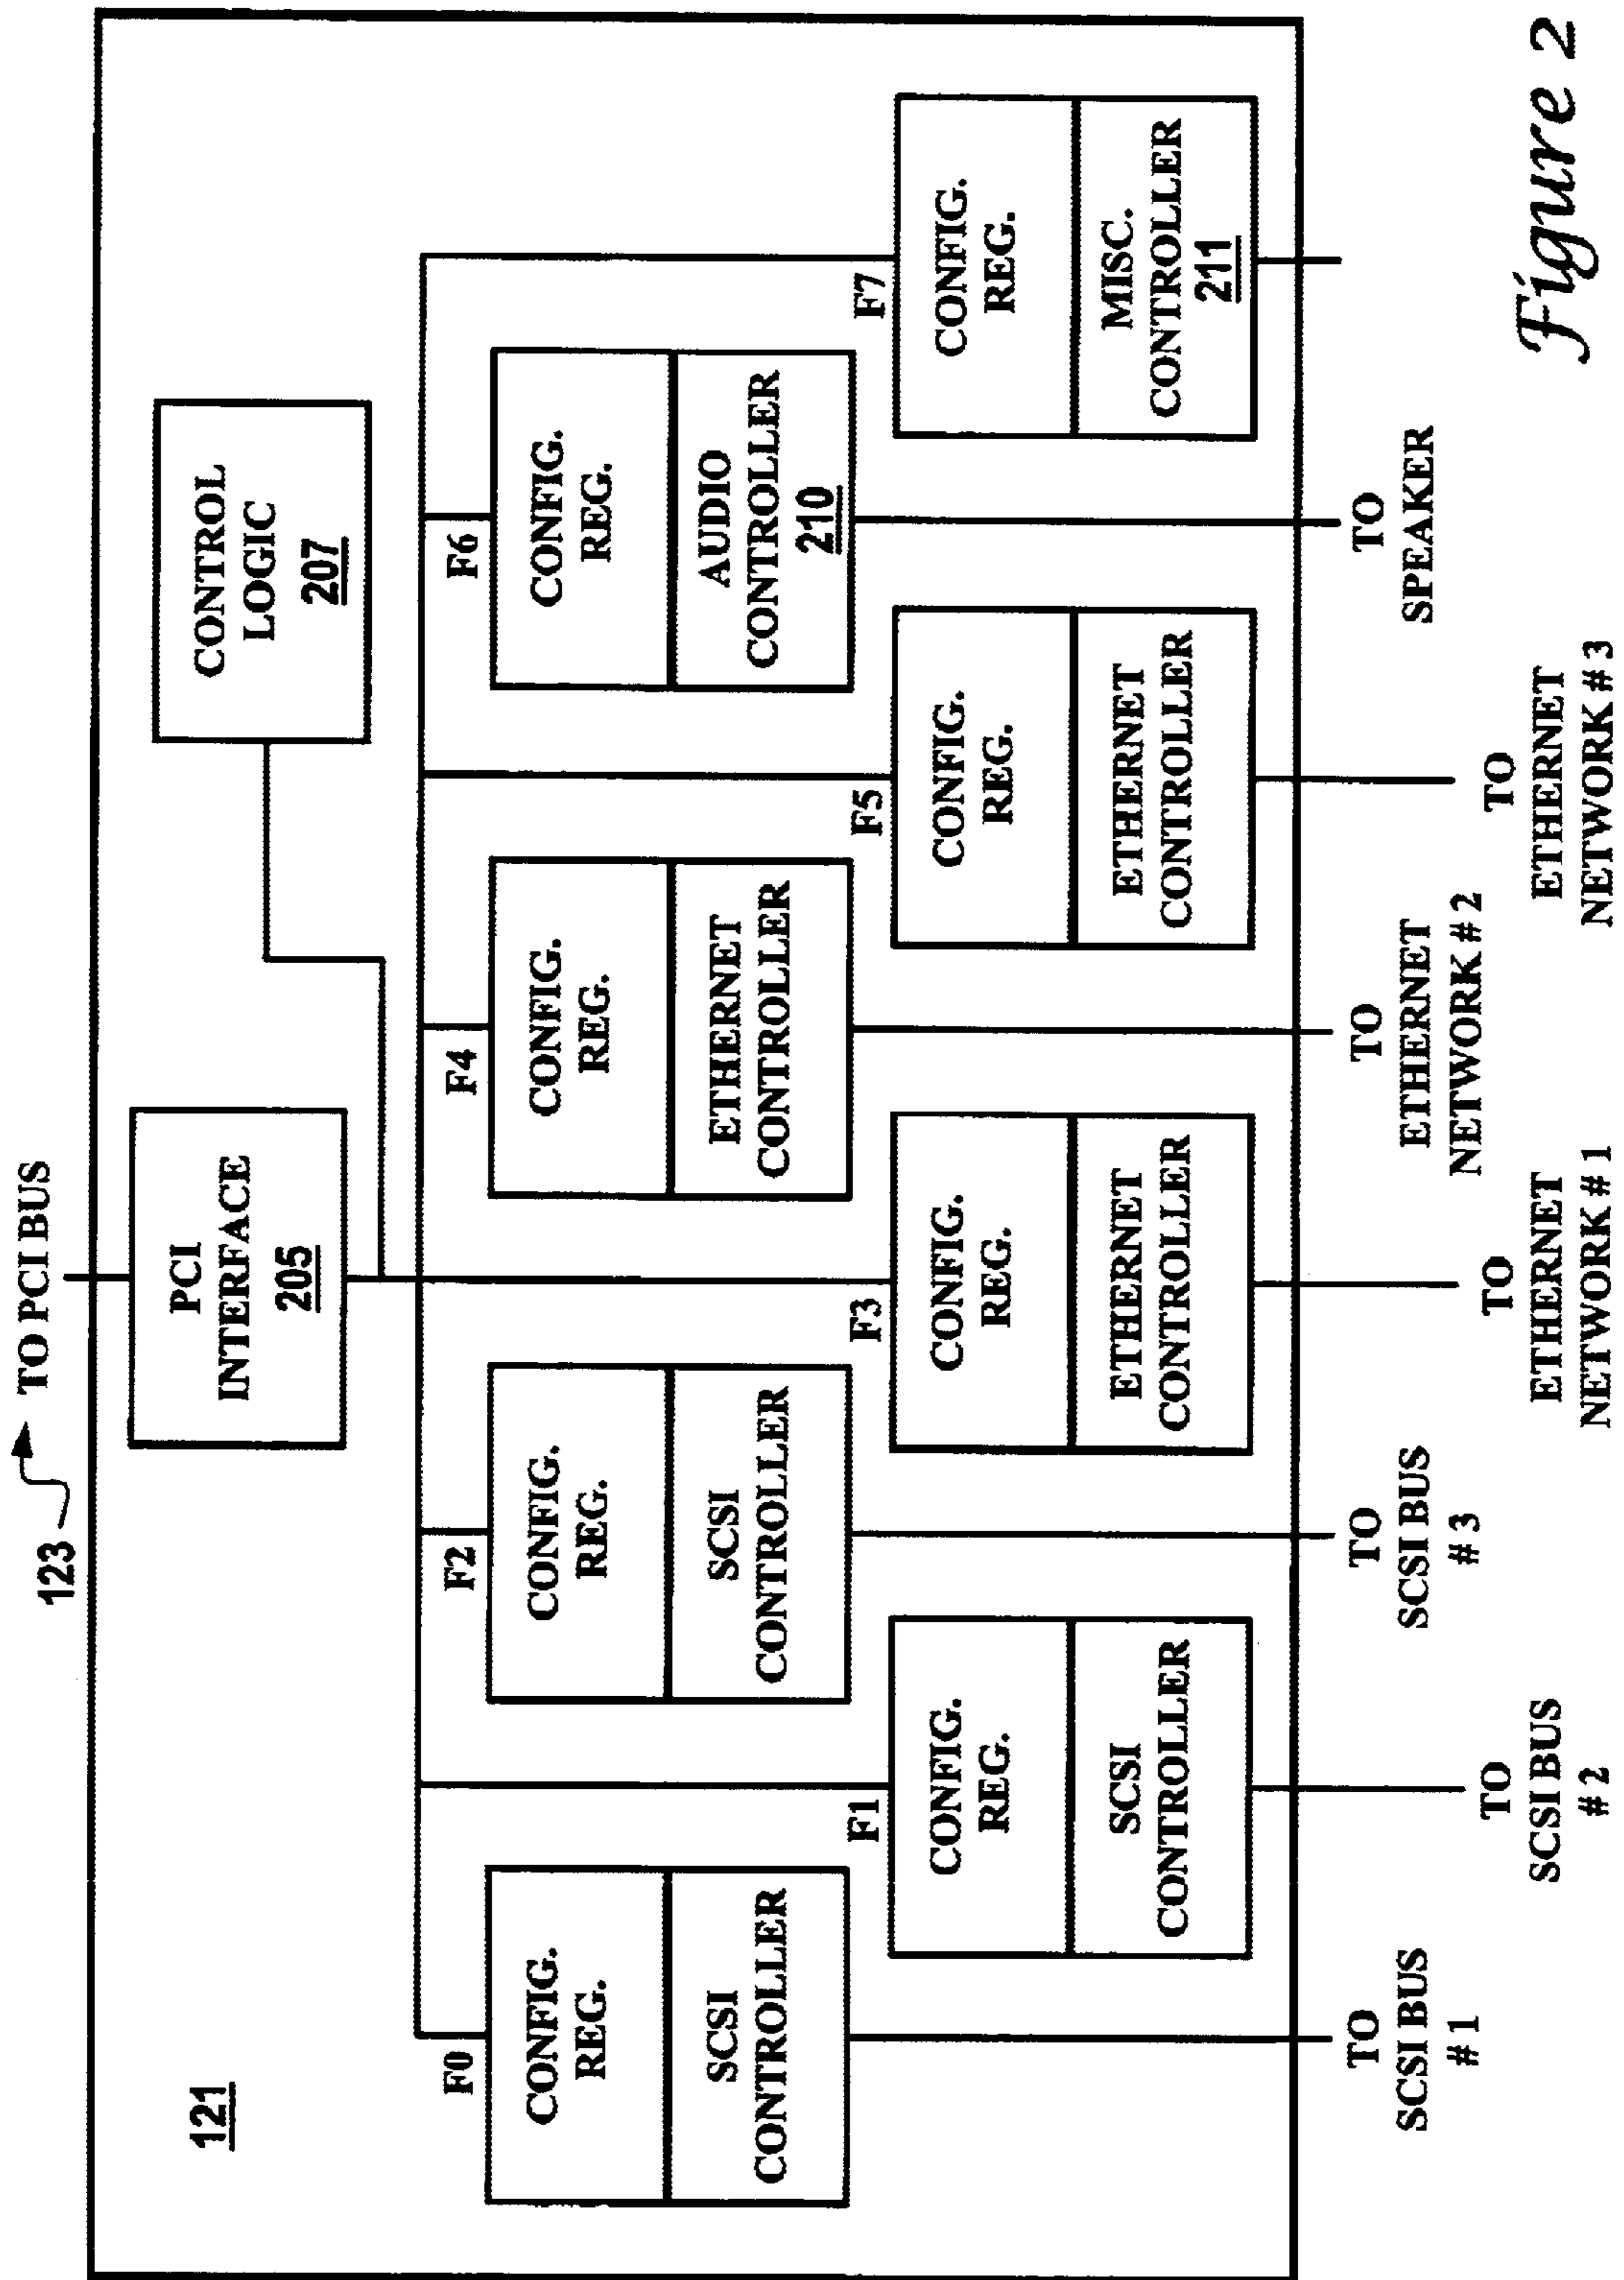 123
TO PCI BUS
121
PCI
INTERFACE
205
CONTROL
LOGIC
207
F0
CONFIG.
REG.
SCSI
CONTROLLER
F2
CONFIG.
REG.
SCSI
CONTROLLER
F4
CONFIG.
REG.
ETHERNET
CONTROLLER
F6
CONFIG.
REG.
AUDIO
CONTROLLER
210
F1
CONFIG.
REG.
SCSI
CONTROLLER
F3
CONFIG.
REG.
ETHERNET
CONTROLLER
F5
CONFIG.
REG.
ETHERNET
CONTROLLER
F7
CONFIG.
REG.
MISC.
CONTROLLER
211
TO
SCSI BUS
# 1
TO
SCSI BUS
# 2
TO
SCSI BUS
# 3
TO
ETHERNET
NETWORK # 1
TO
ETHERNET
NETWORK # 2
TO
ETHERNET
NETWORK # 3
TO
SPEAKER
Figure 2